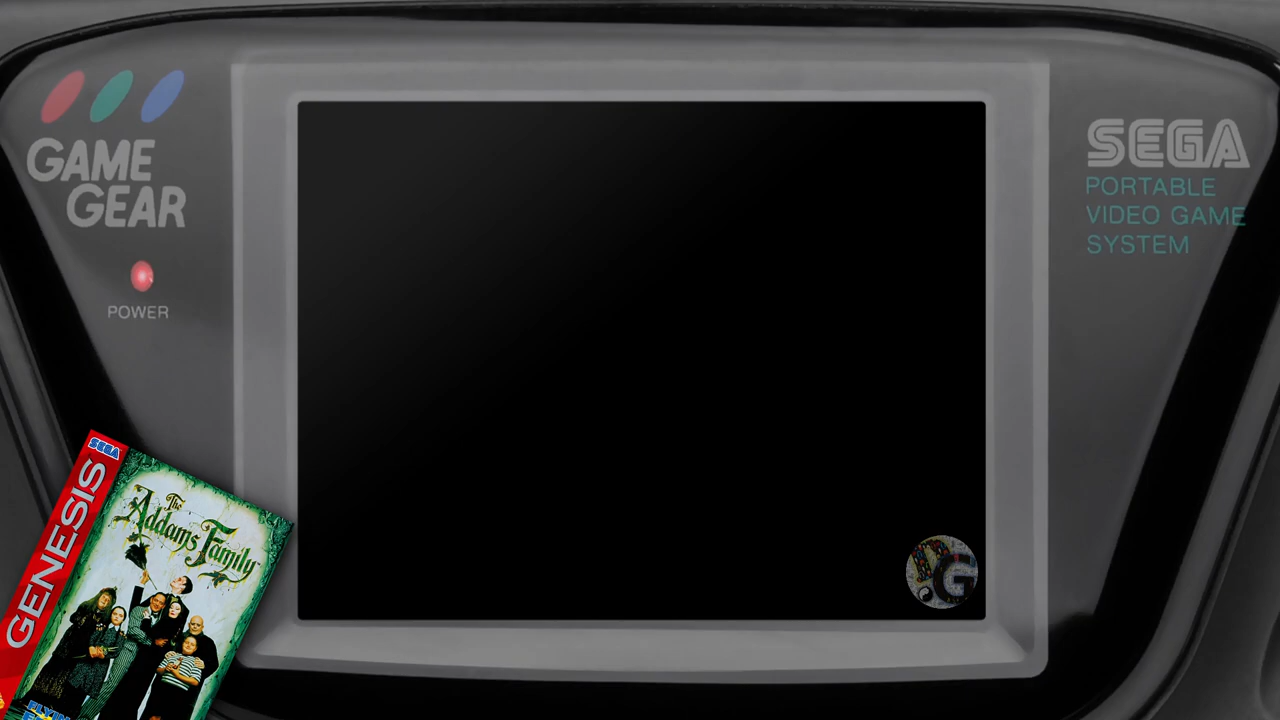 GAME
GEAR
POWER
SEGA
PORTABLE
VIDEO GAME
SYSTEM
SEGA
GENESIS
The
Addams Family
G